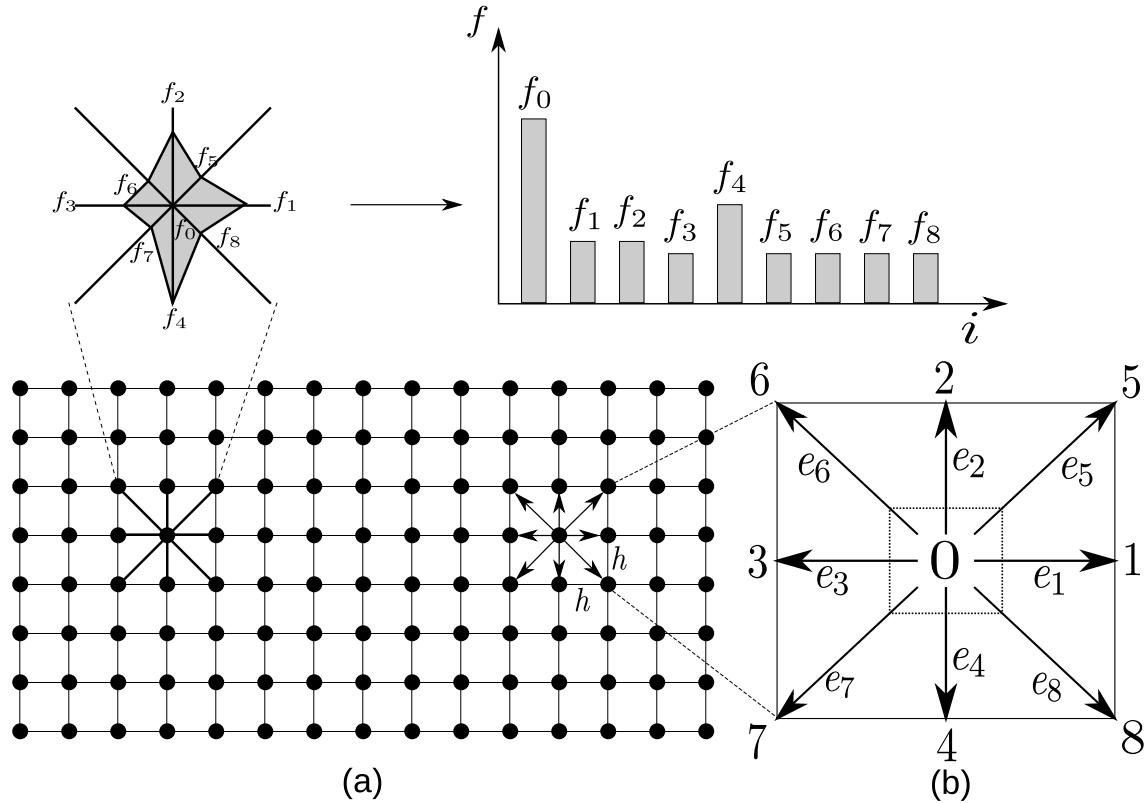 f
f₂
f₅
f₆
f₃ f₁
f₀
f₇ f₈
f₄
f₀
f₁ f₂ f₃ f₄ f₅ f₆ f₇ f₈
i
h
h
(a)
6 2 5
e₆ e₂ e₅
3 0 1
e₃ e₁
e₇ e₄ e₈
7 4 8
(b)